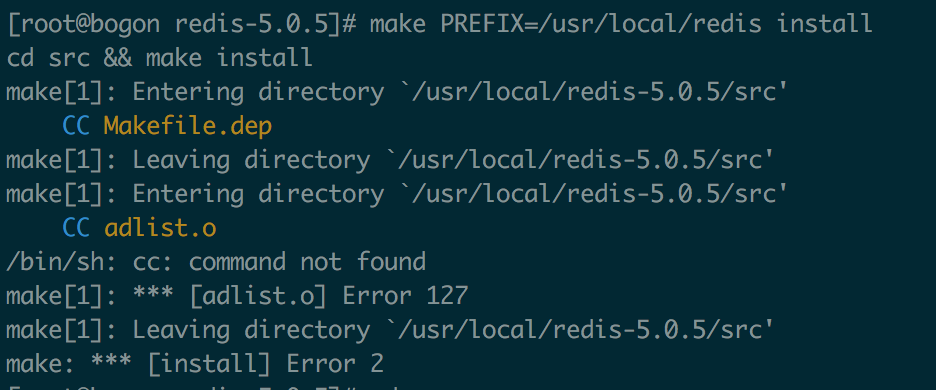 [root@bogon redis-5.0.5]# make PREFIX=/usr/local/redis install
cd src && make install
make[1]: Entering directory `/usr/local/redis-5.0.5/src'
    CC Makefile.dep
make[1]: Leaving directory `/usr/local/redis-5.0.5/src'
make[1]: Entering directory `/usr/local/redis-5.0.5/src'
    CC adlist.o
/bin/sh: cc: command not found
make[1]: *** [adlist.o] Error 127
make[1]: Leaving directory `/usr/local/redis-5.0.5/src'
make: *** [install] Error 2